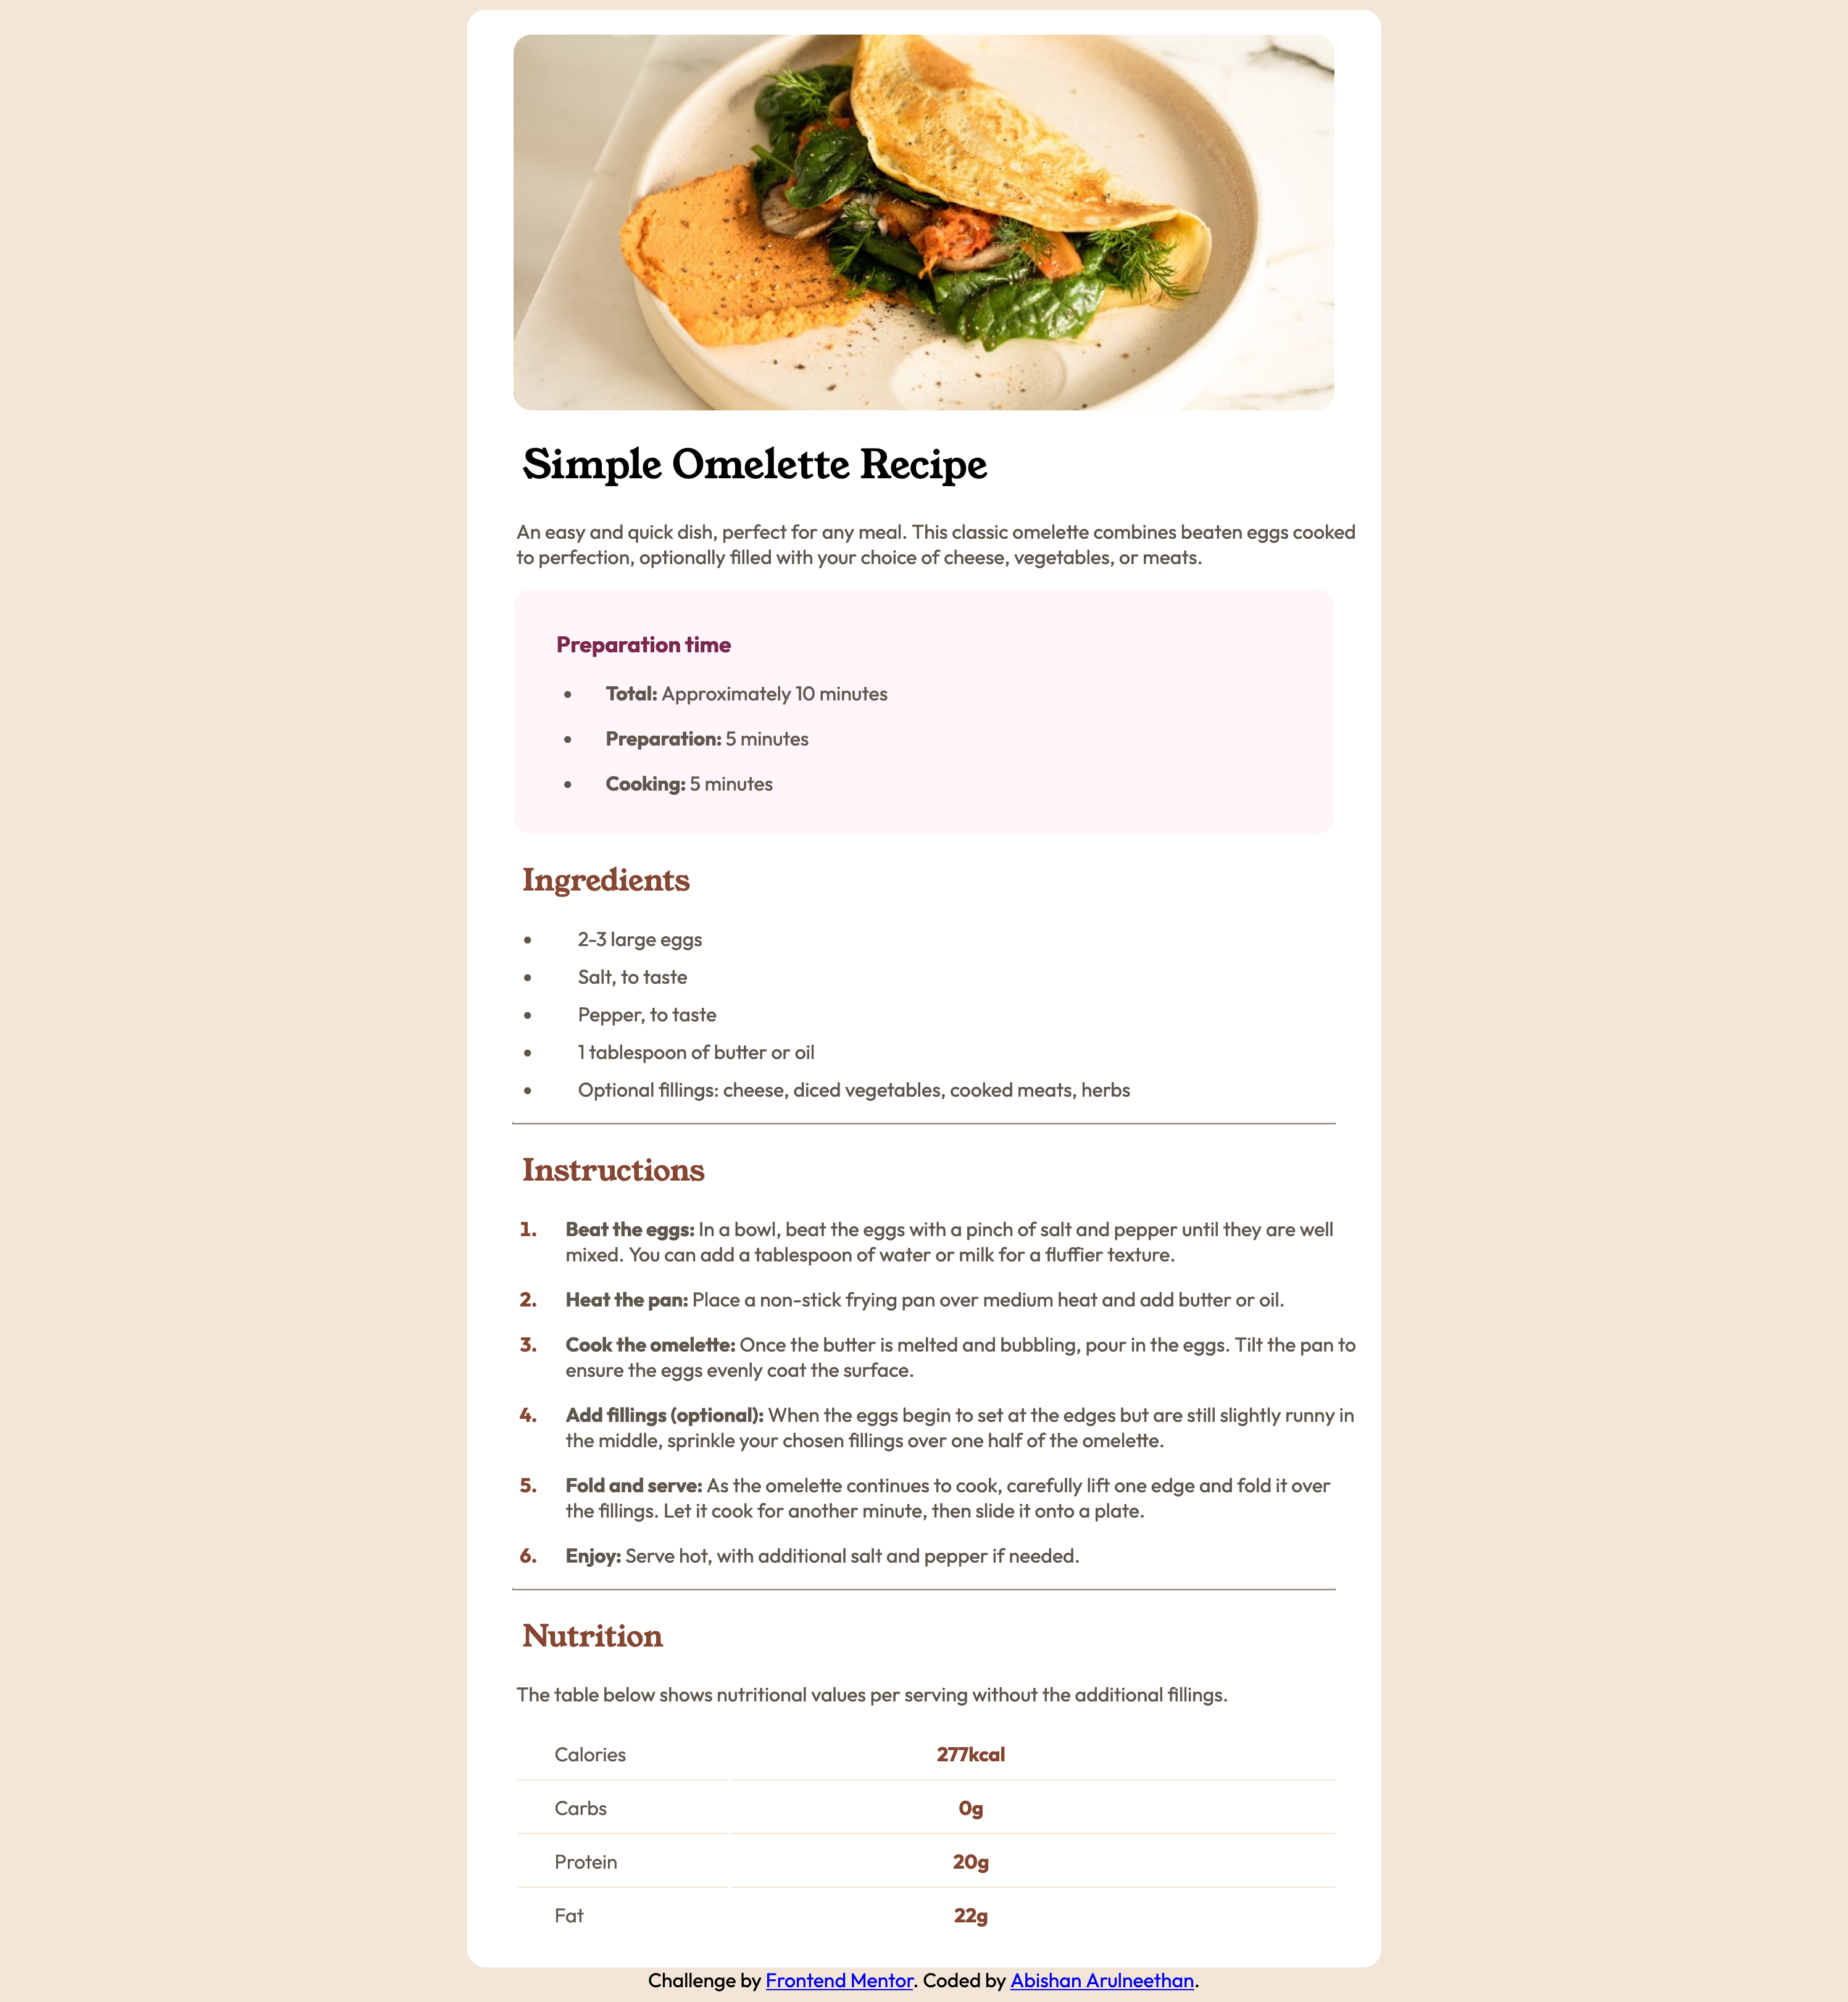 Simple Omelette Recipe
An easy and quick dish, perfect for any meal. This classic omelette combines beaten eggs cooked
to perfection, optionally filled with your choice of cheese, vegetables, or meats.
Preparation time
• Total: Approximately 10 minutes
• Preparation: 5 minutes
• Cooking: 5 minutes
Ingredients
• 2-3 large eggs
• Salt, to taste
• Pepper, to taste
• 1 tablespoon of butter or oil
• Optional fillings: cheese, diced vegetables, cooked meats, herbs
Instructions
1. Beat the eggs: In a bowl, beat the eggs with a pinch of salt and pepper until they are well
mixed. You can add a tablespoon of water or milk for a fluffier texture.
2. Heat the pan: Place a non-stick frying pan over medium heat and add butter or oil.
3. Cook the omelette: Once the butter is melted and bubbling, pour in the eggs. Tilt the pan to
ensure the eggs evenly coat the surface.
4. Add fillings (optional): When the eggs begin to set at the edges but are still slightly runny in
the middle, sprinkle your chosen fillings over one half of the omelette.
5. Fold and serve: As the omelette continues to cook, carefully lift one edge and fold it over
the fillings. Let it cook for another minute, then slide it onto a plate.
6. Enjoy: Serve hot, with additional salt and pepper if needed.
Nutrition
The table below shows nutritional values per serving without the additional fillings.
Calories 277kcal
Carbs 0g
Protein 20g
Fat 22g
Challenge by Frontend Mentor. Coded by Abishan Arulneethan.